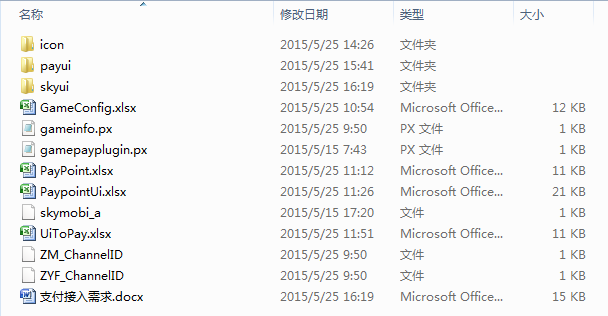 名称 修改日期 类型 大小
icon 2015/5/25 14:26 文件夹
payui 2015/5/25 15:41 文件夹
skyui 2015/5/25 16:19 文件夹
GameConfig.xlsx 2015/5/25 10:54 Microsoft Office... 12 KB
gameinfo.px 2015/5/25 9:50 PX 文件 1 KB
gamepayplugin.px 2015/5/15 7:43 PX 文件 1 KB
PayPoint.xlsx 2015/5/25 11:12 Microsoft Office... 11 KB
PaypointUi.xlsx 2015/5/25 11:26 Microsoft Office... 21 KB
skymobi_a 2015/5/15 17:20 文件 1 KB
UiToPay.xlsx 2015/5/25 11:51 Microsoft Office... 11 KB
ZM_ChannelID 2015/5/25 9:50 文件 1 KB
ZYF_ChannelID 2015/5/25 9:50 文件 1 KB
支付接入需求.docx 2015/5/25 16:19 Microsoft Office... 15 KB